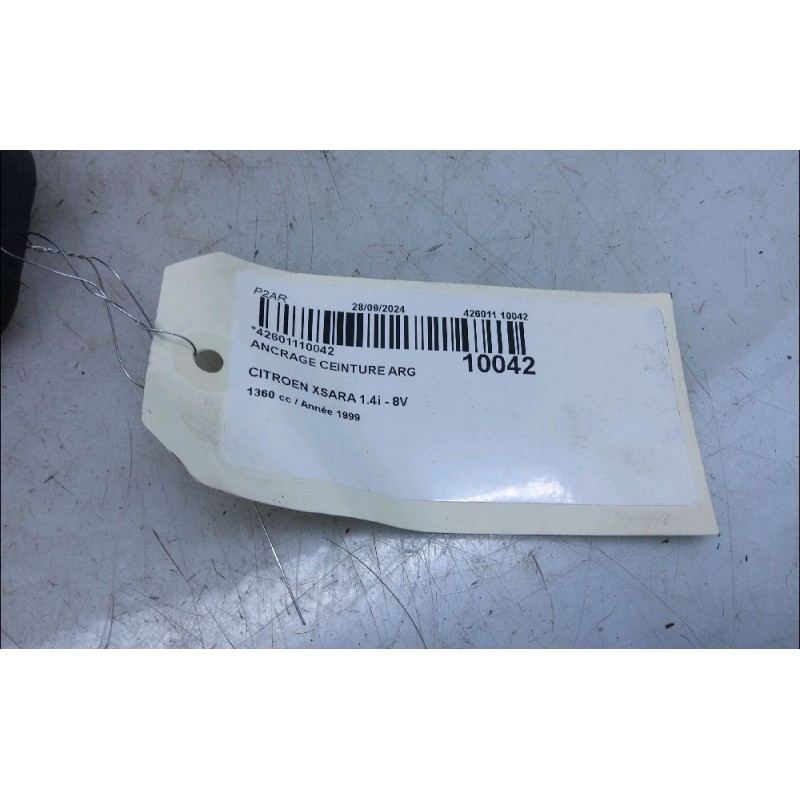 P2AR 28/09/2024 426011 10042
*42601110042
ANCRAGE CEINTURE ARG 10042
CITROEN XSARA 1.4i - 8V
1360 cc / Année 1999